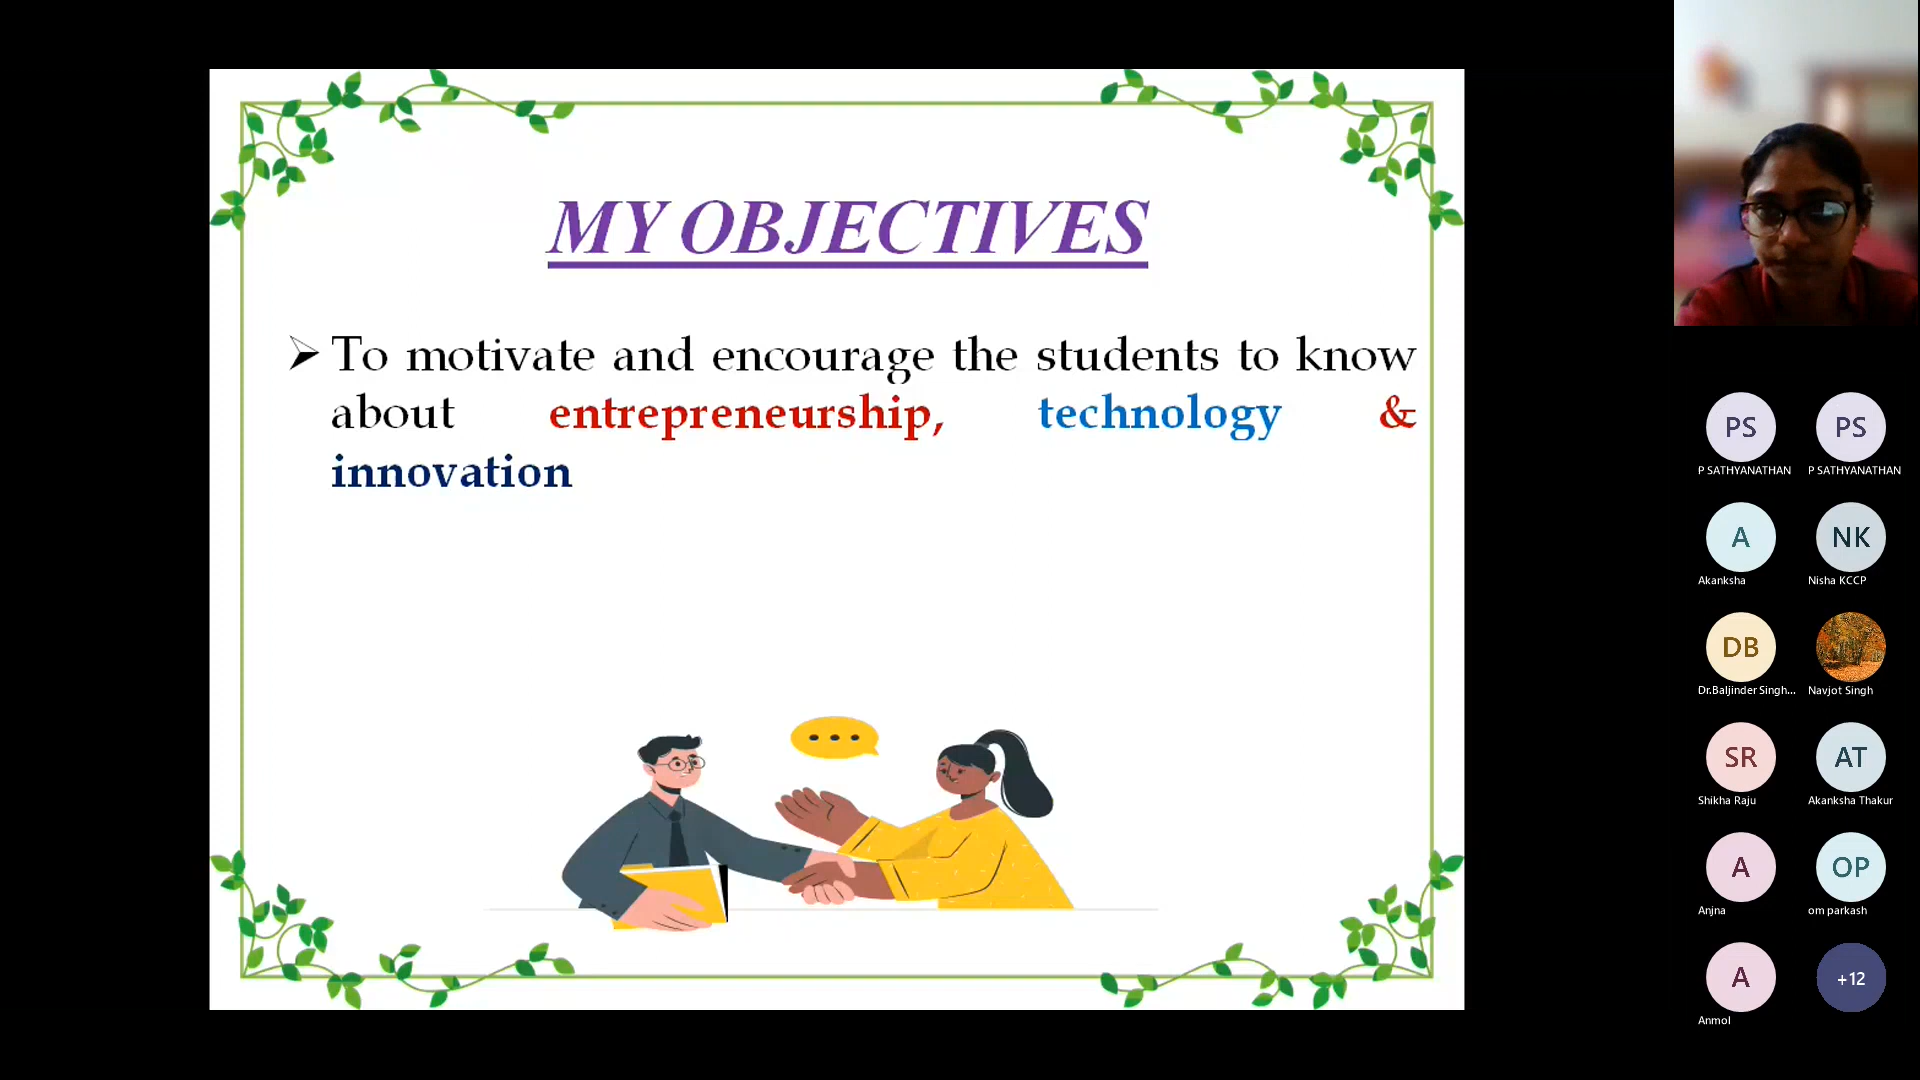 MY OBJECTIVES
➢ To motivate and encourage the students to know
about entrepreneurship, technology &
innovation
PS PS
P SATHYANATHAN P SATHYANATHAN
A NK
Akanksha Nisha KCCP
DB
Dr.Baljinder Singh... Navjot Singh
SR AT
Shikha Raju Akanksha Thakur
A OP
Anjna om parkash
A +12
Anmol